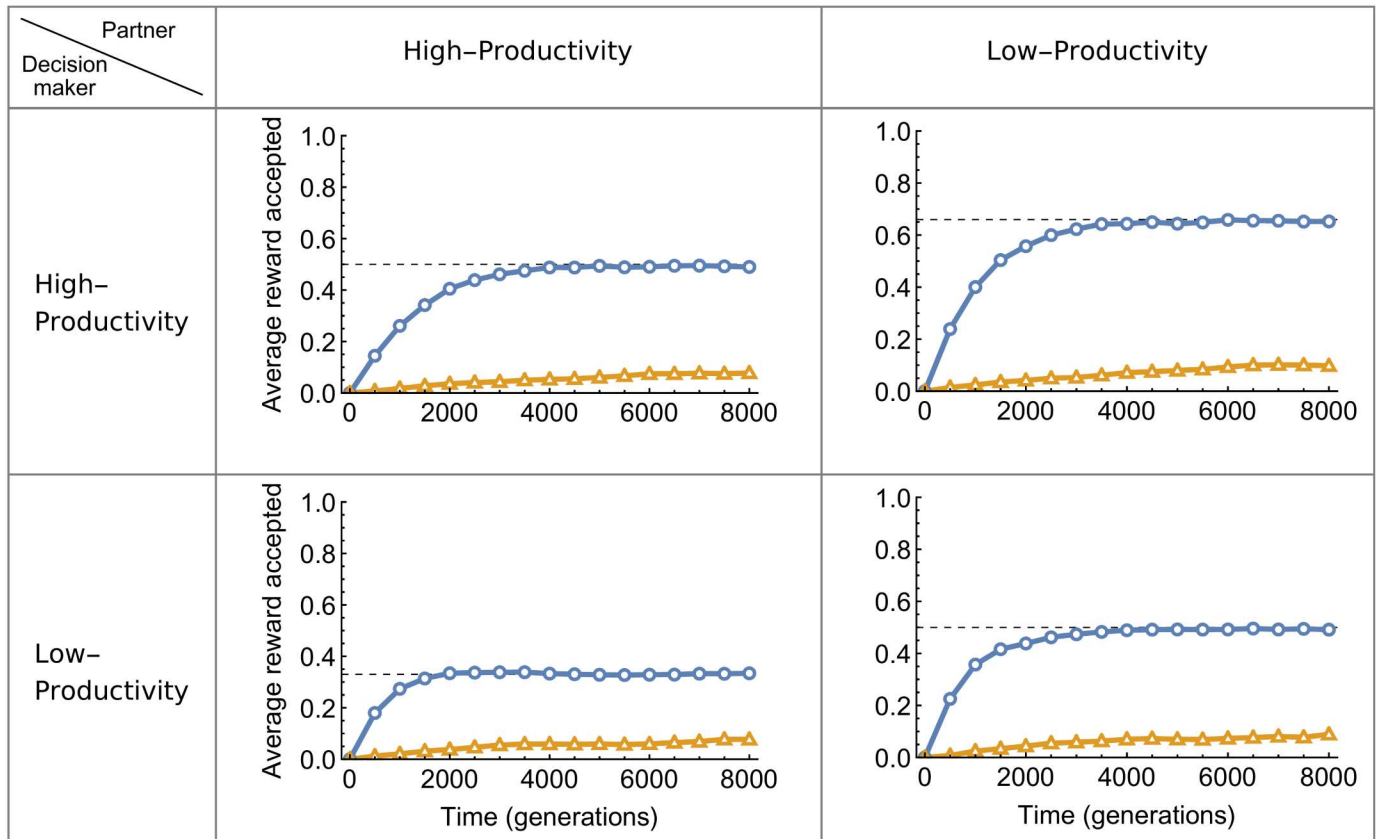 Partner
Decision
maker
High–Productivity
Low–Productivity
High–
Productivity
Average reward accepted
1.0
0.8
0.6
0.4
0.2
0.0
0 2000 4000 6000 8000
1.0
0.8
0.6
0.4
0.2
0.0
0 2000 4000 6000 8000
Low–
Productivity
Average reward accepted
1.0
0.8
0.6
0.4
0.2
0.0
0 2000 4000 6000 8000
Time (generations)
1.0
0.8
0.6
0.4
0.2
0.0
0 2000 4000 6000 8000
Time (generations)